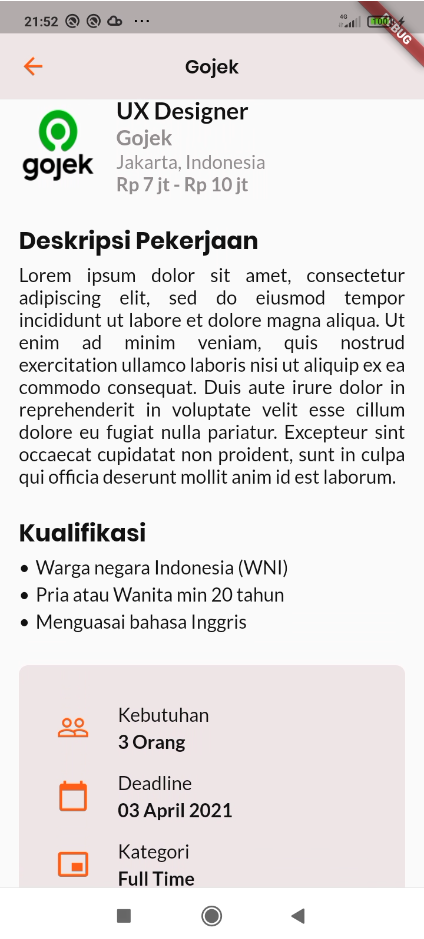 21:52
4G
100
DEBUG
Gojek
gojek
UX Designer
Gojek
Jakarta, Indonesia
Rp 7 jt - Rp 10 jt
Deskripsi Pekerjaan
Lorem ipsum dolor sit amet, consectetur
adipiscing elit, sed do eiusmod tempor
incididunt ut labore et dolore magna aliqua. Ut
enim ad minim veniam, quis nostrud
exercitation ullamco laboris nisi ut aliquip ex ea
commodo consequat. Duis aute irure dolor in
reprehenderit in voluptate velit esse cillum
dolore eu fugiat nulla pariatur. Excepteur sint
occaecat cupidatat non proident, sunt in culpa
qui officia deserunt mollit anim id est laborum.
Kualifikasi
• Warga negara Indonesia (WNI)
• Pria atau Wanita min 20 tahun
• Menguasai bahasa Inggris
Kebutuhan
3 Orang
Deadline
03 April 2021
Kategori
Full Time